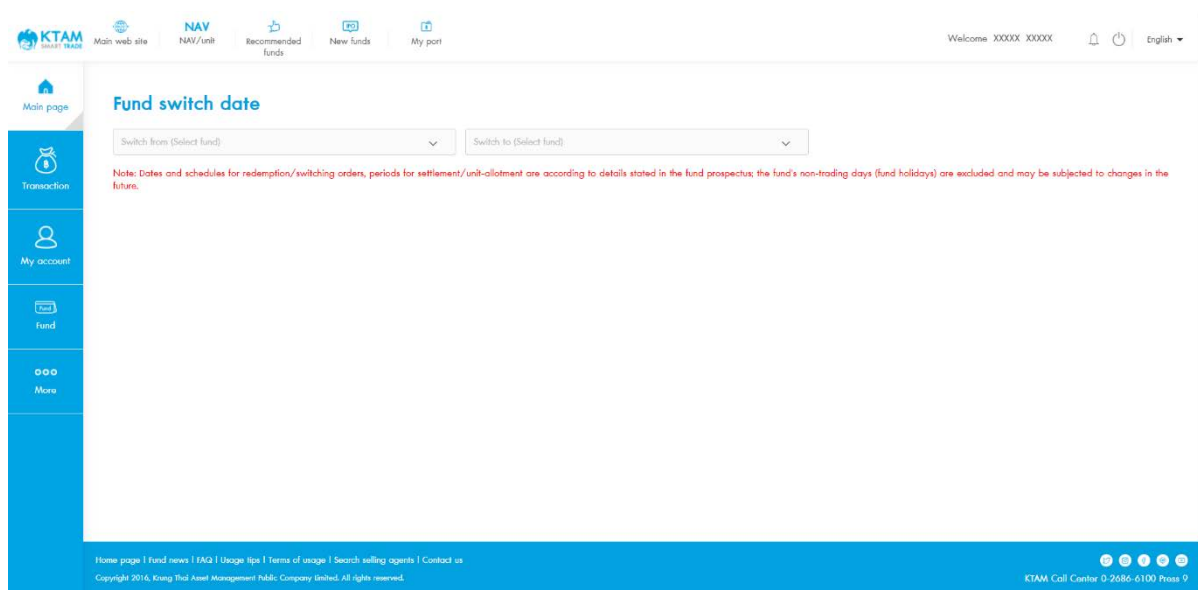 KTAM
SMART TRADE
Main web site
NAV
NAV/unit
Recommended
funds
IPO
New funds
My port
Welcome XXXXX XXXXX
English
Main page
Fund switch date
Switch from (Select fund)
Switch to (Select fund)
Note: Dates and schedules for redemption/switching orders, periods for settlement/unit-allotment are according to details stated in the fund prospectus; the fund's non-trading days (fund holidays) are excluded and may be subjected to changes in the
future.
Transaction
My account
Fund
Fund
More
Home page | Fund news | FAQ | Usage tips | Terms of usage | Search selling agents | Contact us
Copyright 2016, Krung Thai Asset Management Public Company Limited. All rights reserved.
KTAM Call Center 0-2686-6100 Press 9